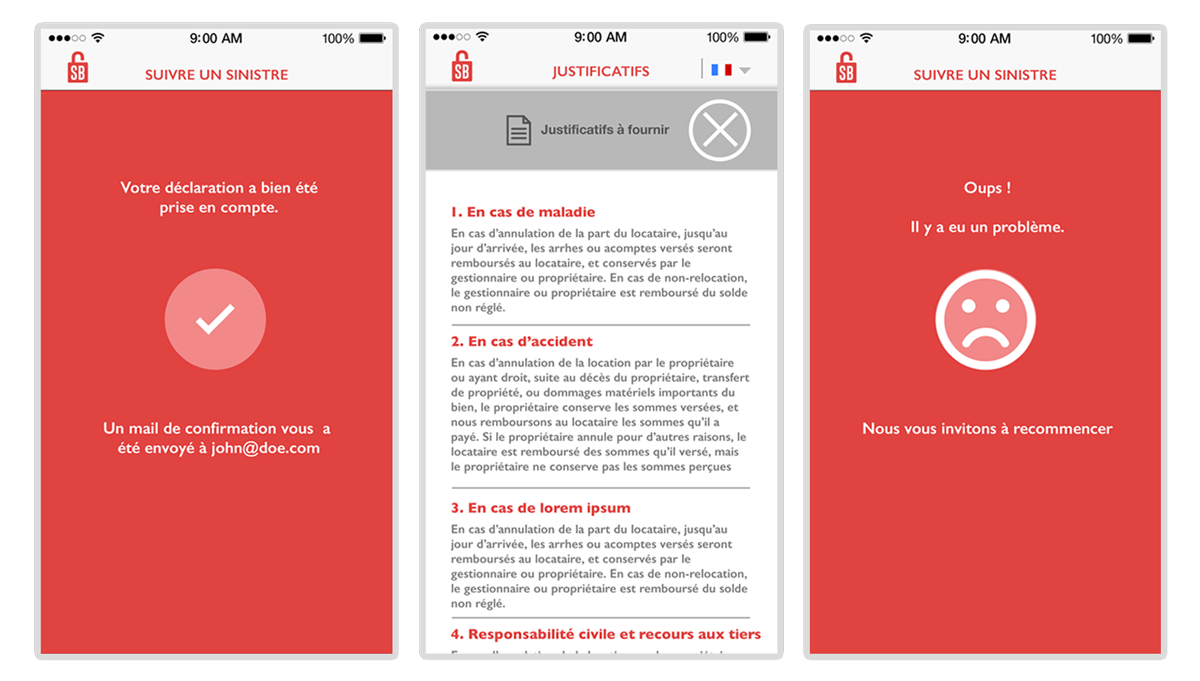 9:00 AM
100%
SB
SUIVRE UN SINISTRE
Votre déclaration a bien été
prise en compte.
Un mail de confirmation vous a
été envoyé à john@doe.com
9:00 AM
100%
SB
JUSTIFICATIFS
Justificatifs à fournir
1. En cas de maladie
En cas d’annulation de la part du locataire, jusqu’au
jour d’arrivée, les arrhes ou acomptes versés seront
remboursés au locataire, et conservés par le
gestionnaire ou propriétaire. En cas de non-relocation,
le gestionnaire ou propriétaire est remboursé du solde
non réglé.
2. En cas d’accident
En cas d’annulation de la location par le propriétaire
ou ayant droit, suite au décès du propriétaire, transfert
de propriété, ou dommages matériels importants du
bien, le propriétaire conserve les sommes versées, et
nous remboursons au locataire les sommes qu’il a
payé. Si le propriétaire annule pour d’autres raisons, le
locataire est remboursé des sommes qu’il versé, mais
le propriétaire ne conserve pas les sommes perçues
3. En cas de lorem ipsum
En cas d’annulation de la part du locataire, jusqu’au
jour d’arrivée, les arrhes ou acomptes versés seront
remboursés au locataire, et conservés par le
gestionnaire ou propriétaire. En cas de non-relocation,
le gestionnaire ou propriétaire est remboursé du solde
non réglé.
4. Responsabilité civile et recours aux tiers
9:00 AM
100%
SB
SUIVRE UN SINISTRE
Oups !
Il y a eu un problème.
Nous vous invitons à recommencer